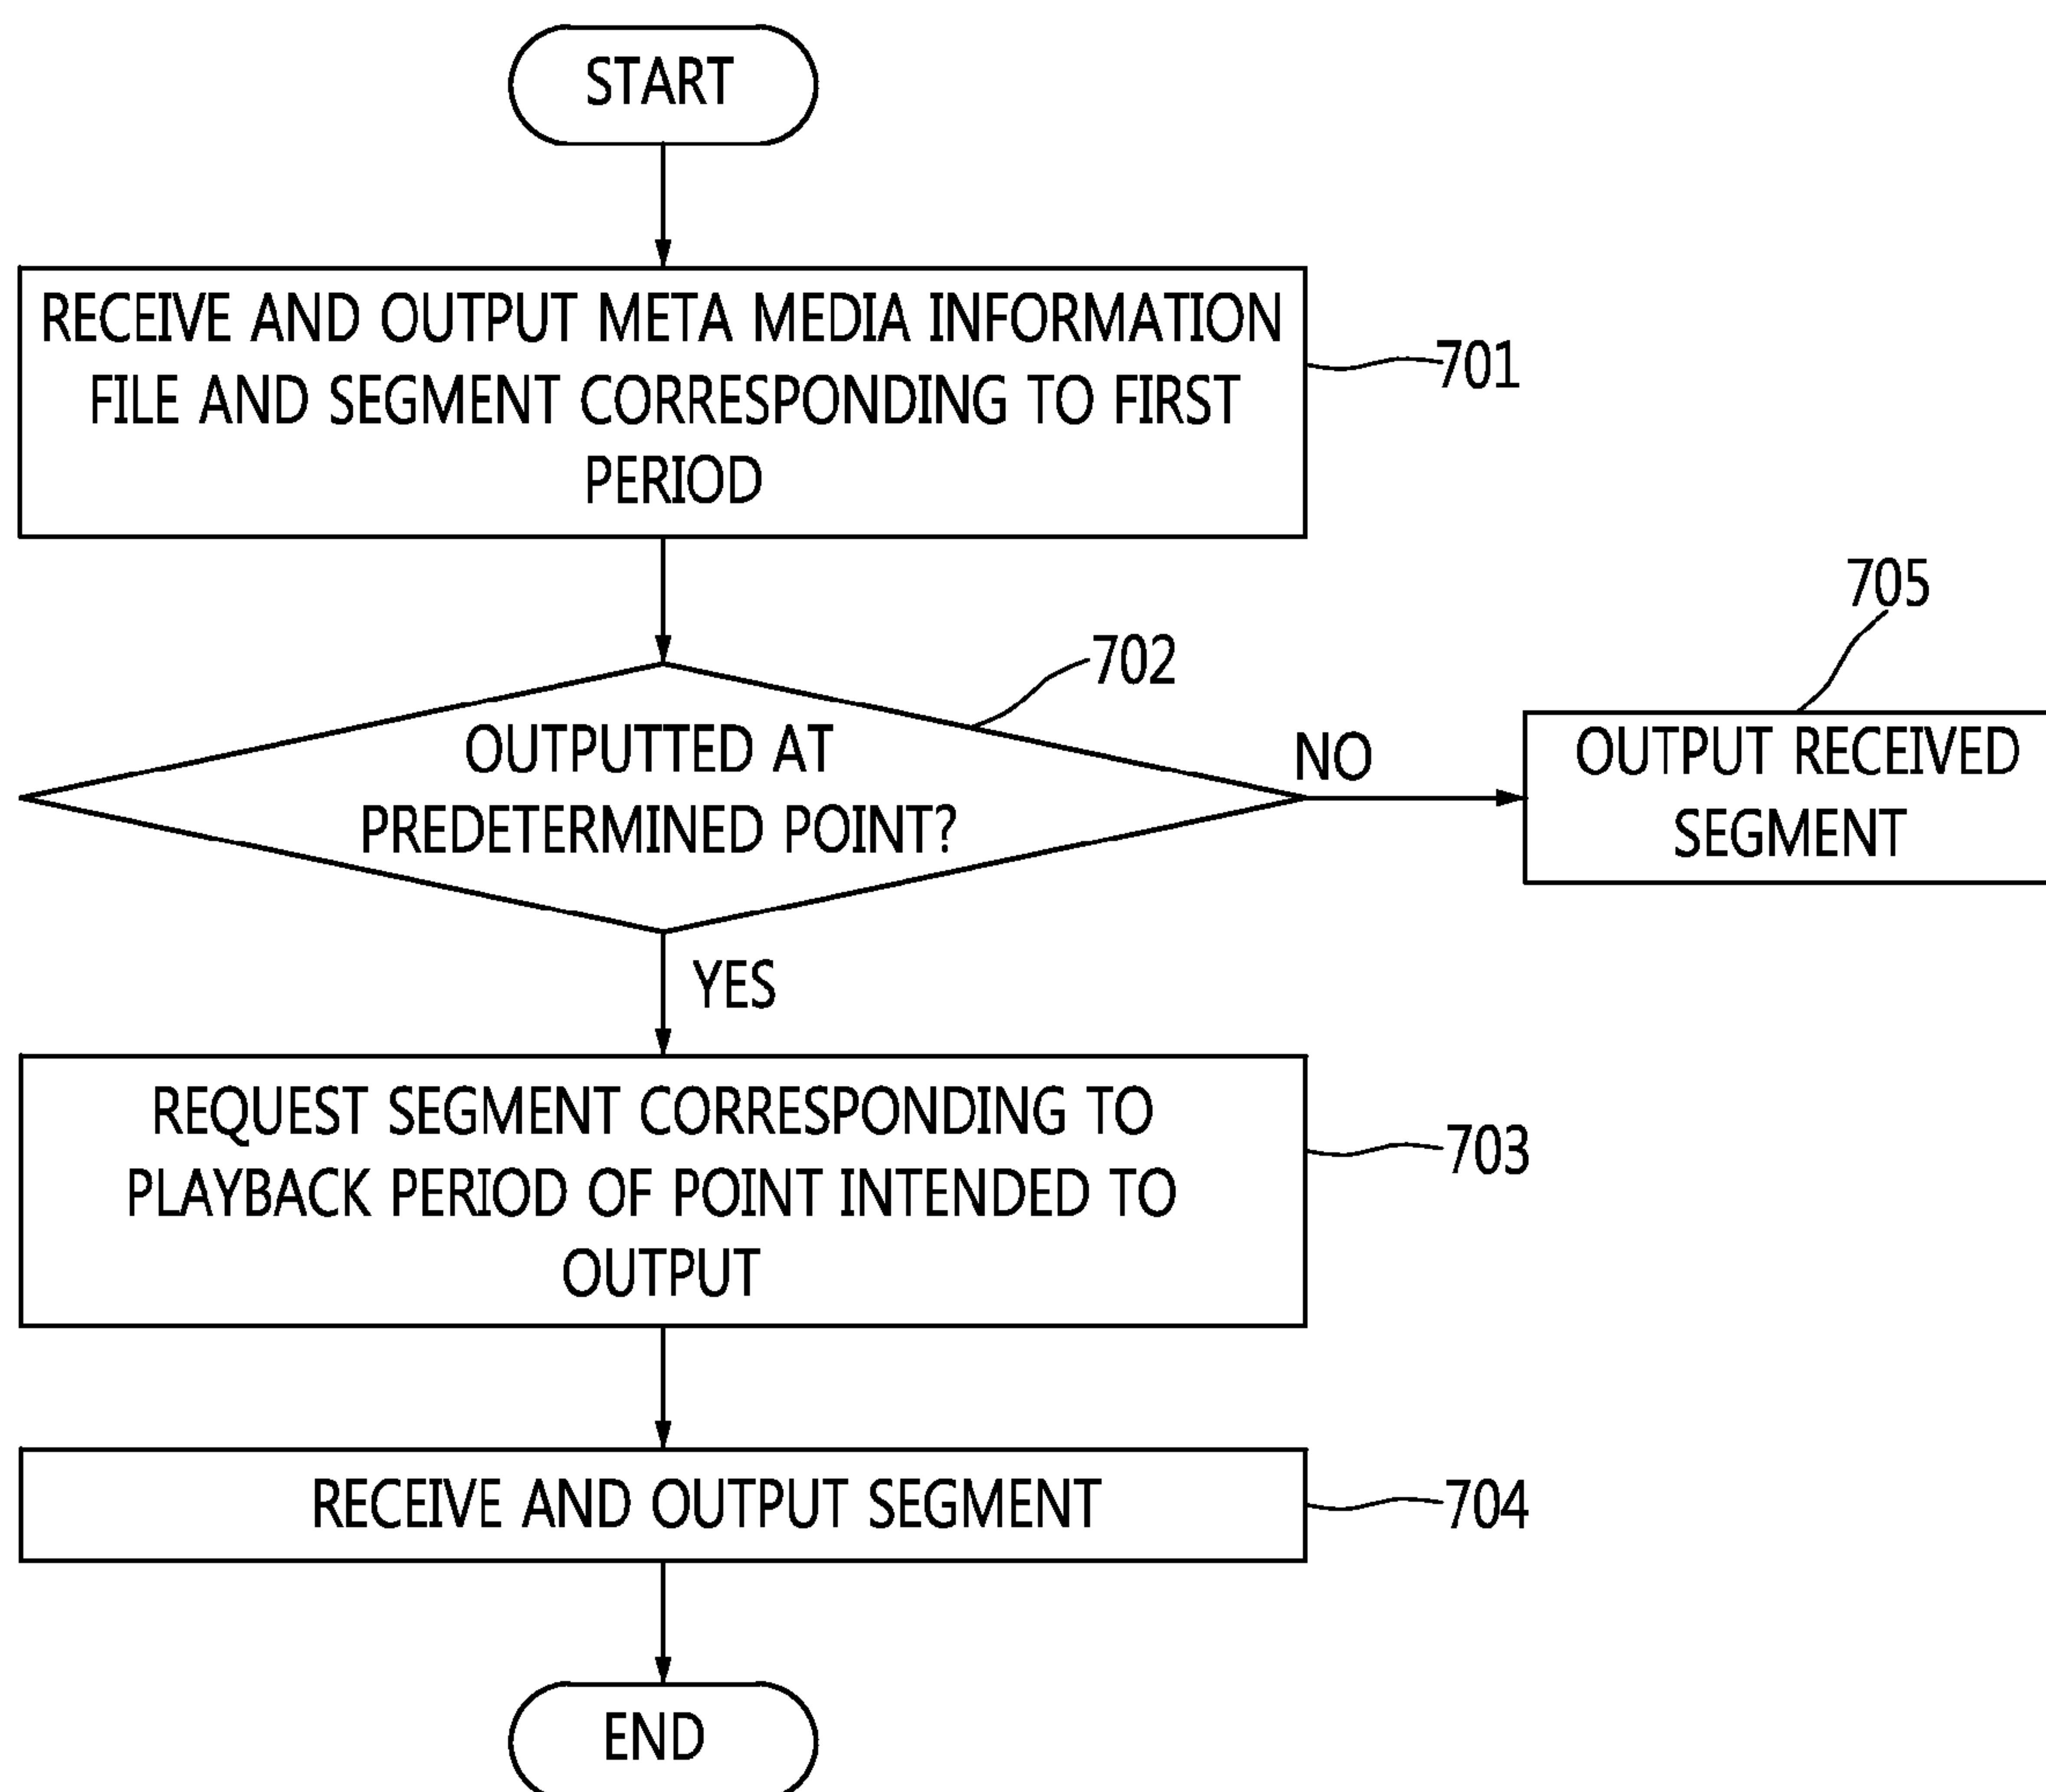 START
RECEIVE AND OUTPUT META MEDIA INFORMATION
FILE AND SEGMENT CORRESPONDING TO FIRST
PERIOD
701
702
OUTPUTTED AT
PREDETERMINED POINT?
NO
705
OUTPUT RECEIVED
SEGMENT
YES
REQUEST SEGMENT CORRESPONDING TO
PLAYBACK PERIOD OF POINT INTENDED TO
OUTPUT
703
RECEIVE AND OUTPUT SEGMENT
704
END